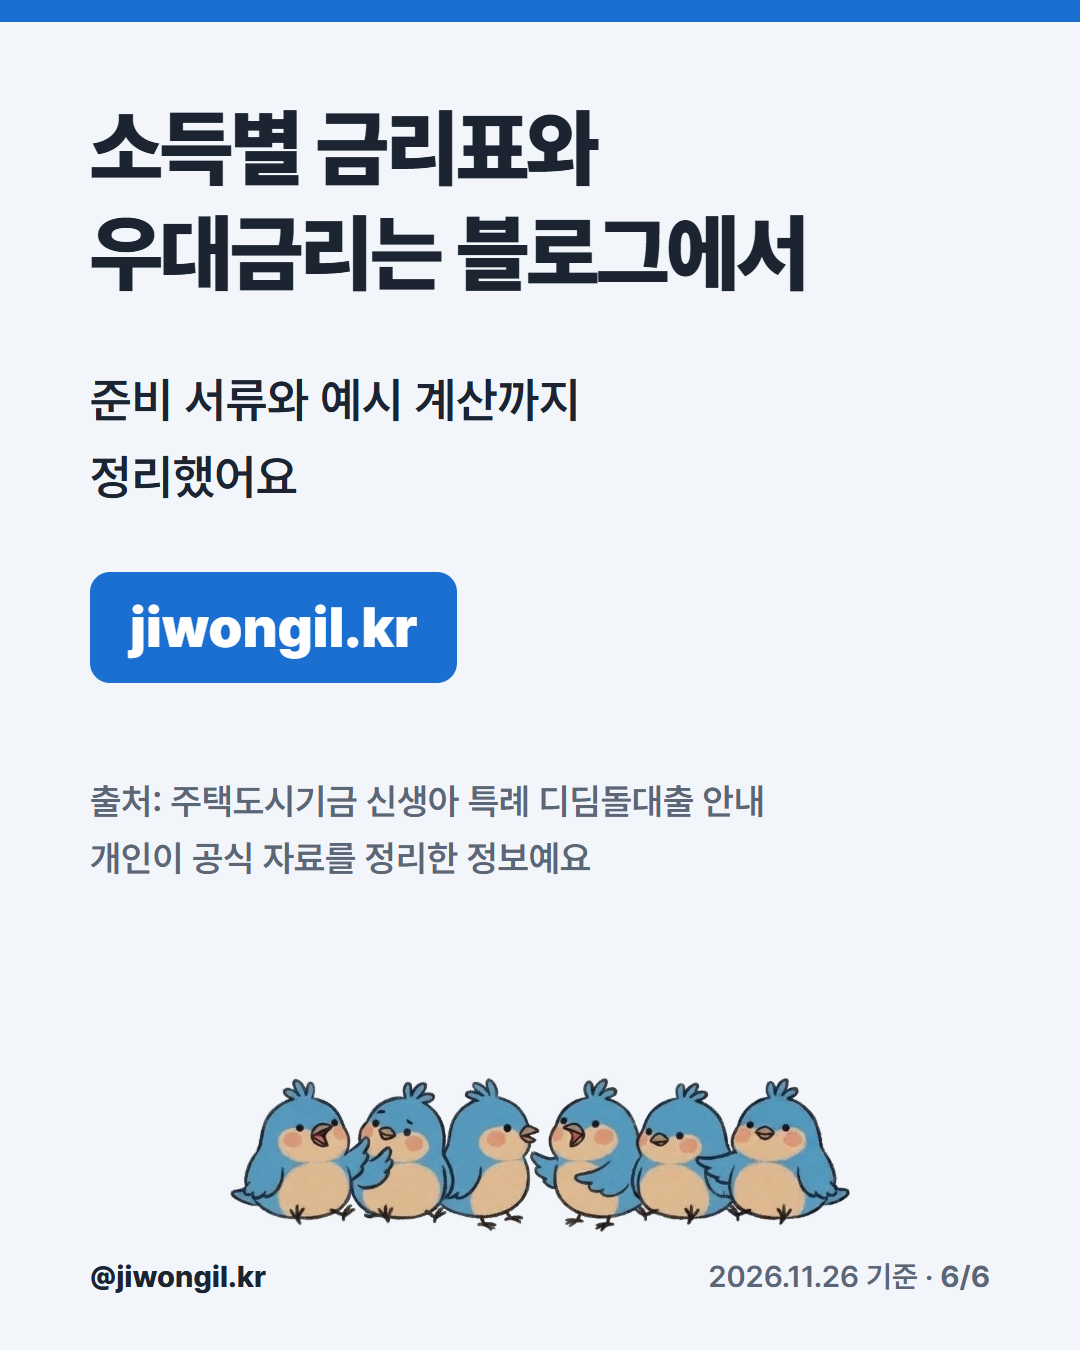 소득별 금리표와
우대금리는 블로그에서
준비 서류와 예시 계산까지
정리했어요
jiwongil.kr
출처: 주택도시기금 신생아 특례 디딤돌대출 안내
개인이 공식 자료를 정리한 정보예요
@jiwongil.kr
2026.11.26 기준 · 6/6